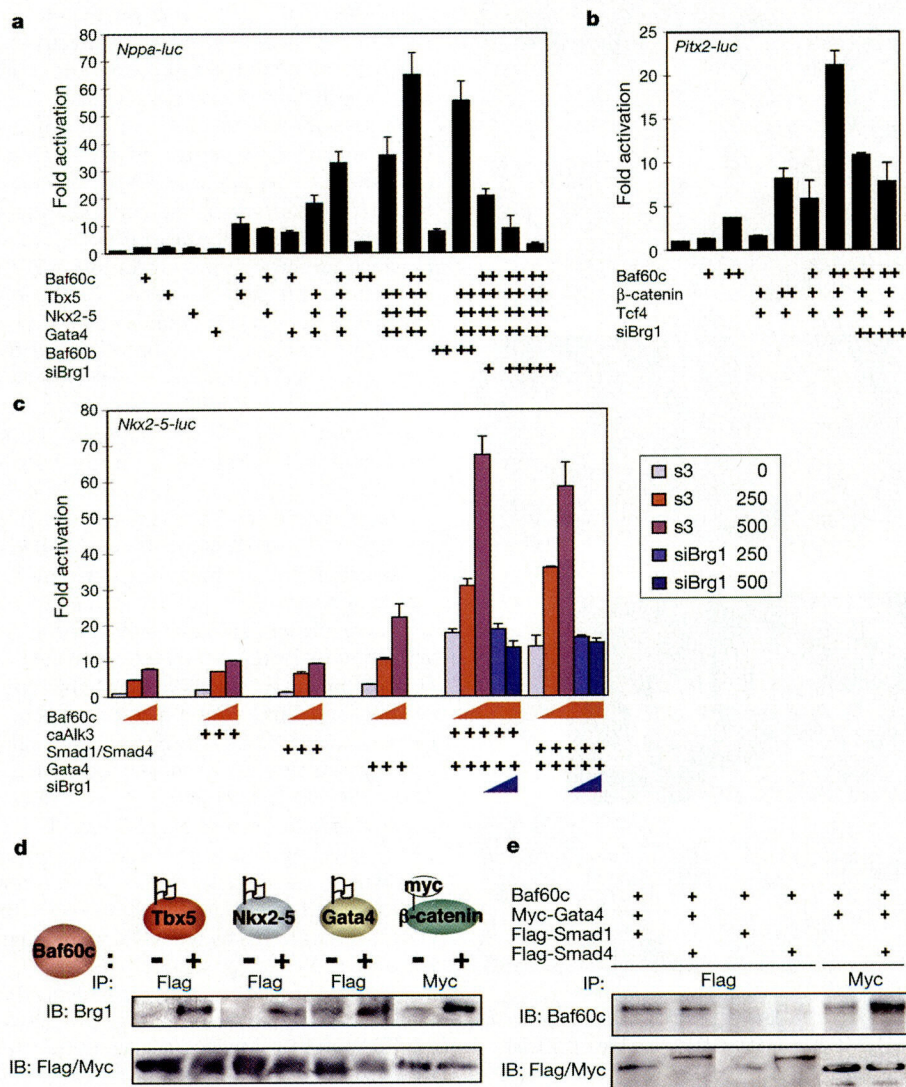 a
Nppa-luc
Fold activation
80
70
60
50
40
30
20
10
0
Baf60c + + + + + ++ ++ ++ ++++
Tbx5 + + + + ++++ ++++ ++++
Nkx2-5 + + + + ++++ ++++ ++++
Gata4 + + + + ++++ ++++ ++++
Baf60b ++ ++
siBrg1 + +++++
b
Pitx2-luc
Fold activation
25
20
15
10
5
0
Baf60c + ++ + ++ ++ ++
β-catenin + ++ + + + +
Tcf4 + + + + + +
siBrg1 +++++
c
Nkx2-5-luc
Fold activation
80
70
60
50
40
30
20
10
0
Baf60c
caAlk3 +++ +++++
Smad1/Smad4 +++ +++++
Gata4 +++ +++++ +++++
siBrg1
s3 0
s3 250
s3 500
siBrg1 250
siBrg1 500
d
Tbx5 Nkx2-5 Gata4 myc β-catenin
Baf60c : - + - + - + - +
IP: Flag Flag Flag Myc
IB: Brg1
IB: Flag/Myc
e
Baf60c + + + + + +
Myc-Gata4 + + + +
Flag-Smad1 + +
Flag-Smad4 + + +
IP: Flag Myc
IB: Baf60c
IB: Flag/Myc